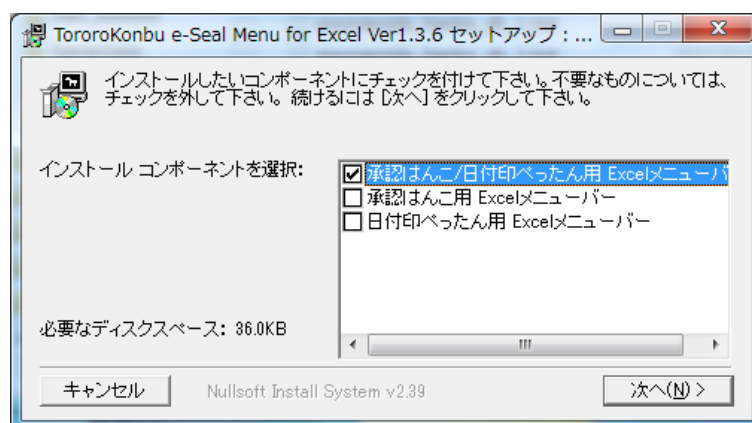 TororoKonbu e-Seal Menu for Excel Ver1.3.6 セットアップ : ...
インストールしたいコンポーネントにチェックを付けて下さい。不要なものについては、
チェックを外して下さい。続けるには [次へ] をクリックして下さい。
インストール コンポーネントを選択:
承認はんこ/日付印ぺったん用 Excelメニューバ
承認はんこ用 Excelメニューバー
日付印ぺったん用 Excelメニューバー
必要なディスクスペース: 36.0KB
キャンセル
Nullsoft Install System v2.39
次へ(N) >